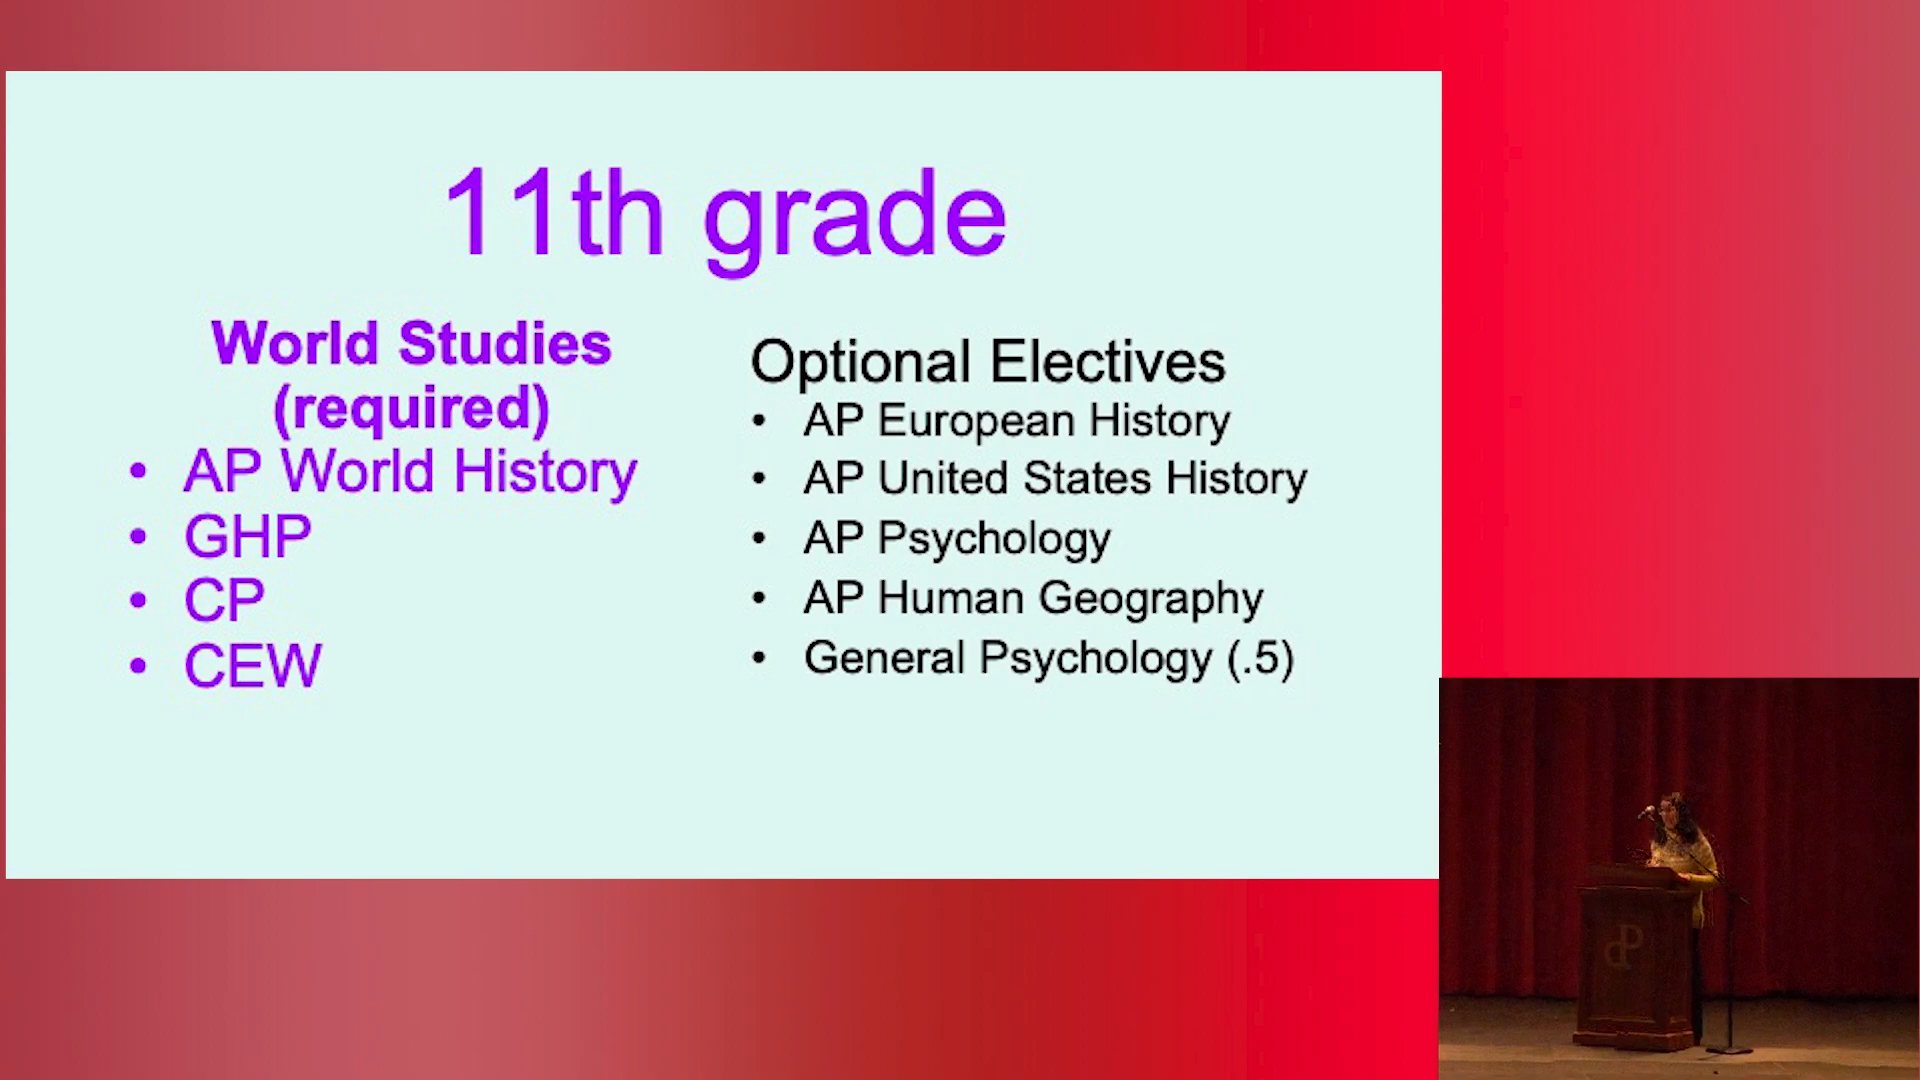 11th grade
World Studies
(required)
• AP World History
• GHP
• CP
• CEW
Optional Electives
• AP European History
• AP United States History
• AP Psychology
• AP Human Geography
• General Psychology (.5)